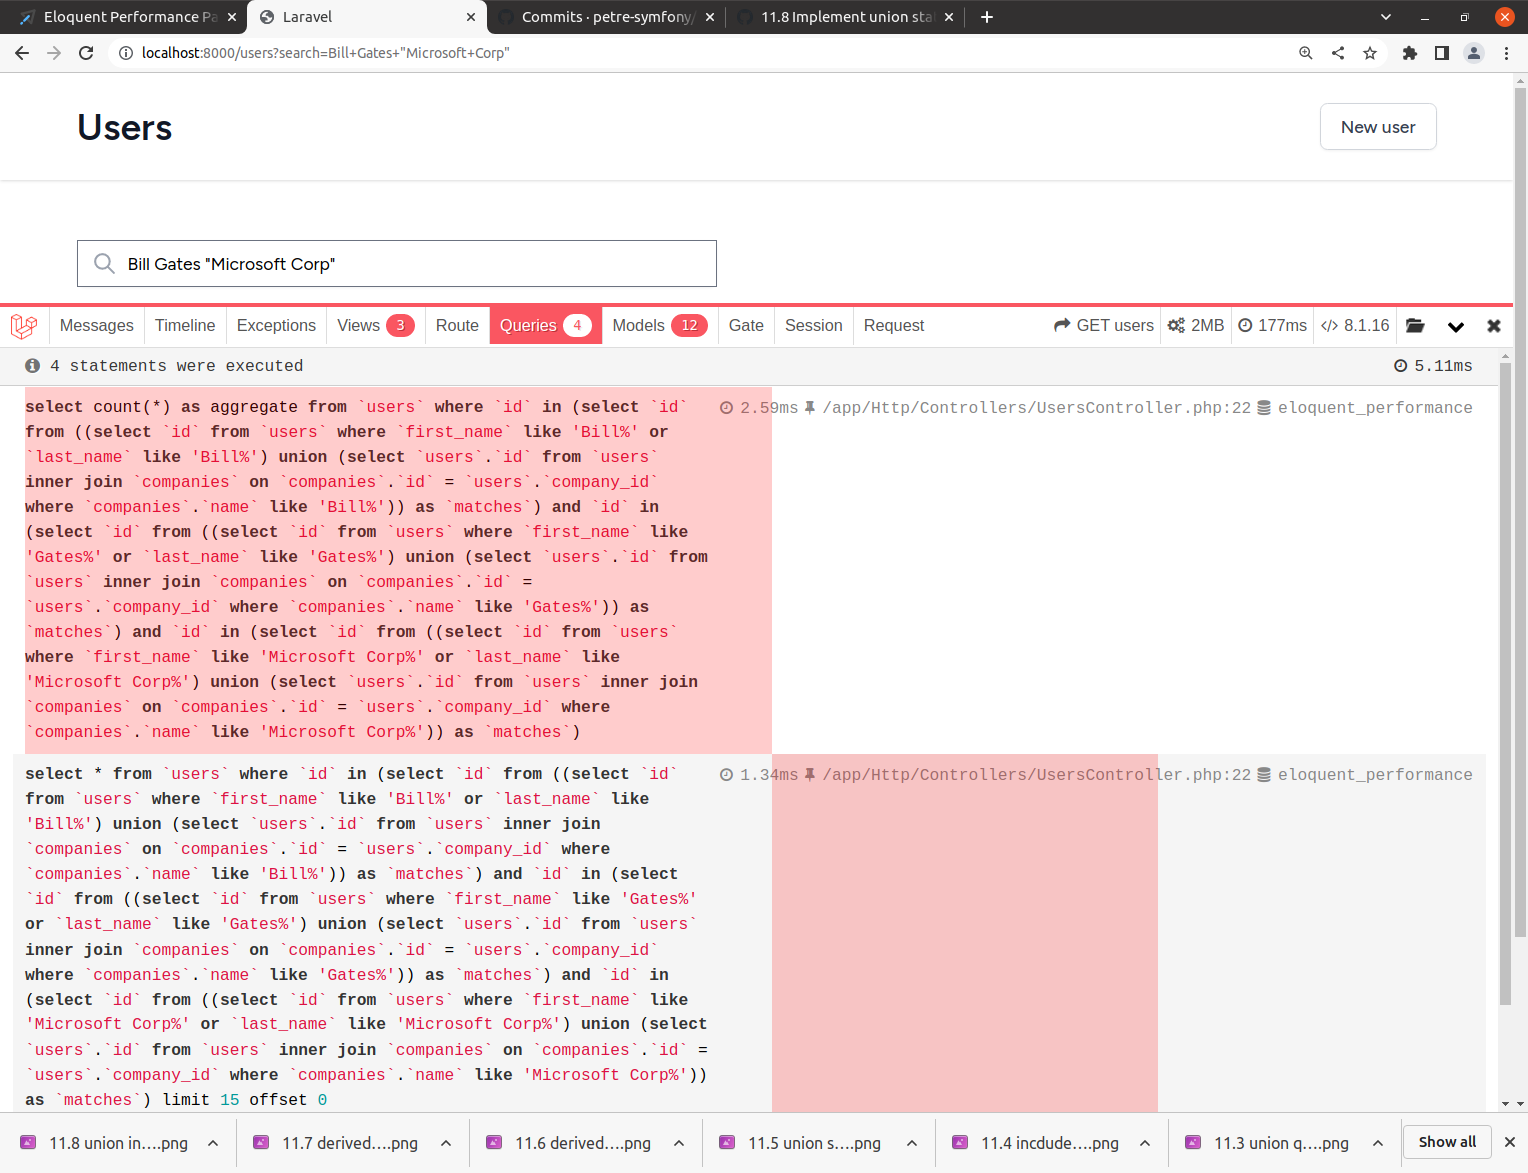 Eloquent Performance Pa
Laravel
Commits · petre-symfony/
11.8 Implement union sta
localhost:8000/users?search=Bill+Gates+"Microsoft+Corp"
Users
New user
Bill Gates "Microsoft Corp"
Messages Timeline Exceptions Views 3 Route Queries 4 Models 12 Gate Session Request GET users 2MB 177ms </> 8.1.16
4 statements were executed 5.11ms
select count(*) as aggregate from `users` where `id` in (select `id` 2.59ms /app/Http/Controllers/UsersController.php:22 eloquent_performance
from ((select `id` from `users` where `first_name` like 'Bill%' or
`last_name` like 'Bill%') union (select `users`.`id` from `users`
inner join `companies` on `companies`.`id` = `users`.`company_id`
where `companies`.`name` like 'Bill%')) as `matches`) and `id` in
(select `id` from ((select `id` from `users` where `first_name` like
'Gates%' or `last_name` like 'Gates%') union (select `users`.`id` from
`users` inner join `companies` on `companies`.`id` =
`users`.`company_id` where `companies`.`name` like 'Gates%')) as
`matches`) and `id` in (select `id` from ((select `id` from `users`
where `first_name` like 'Microsoft Corp%' or `last_name` like
'Microsoft Corp%') union (select `users`.`id` from `users` inner join
`companies` on `companies`.`id` = `users`.`company_id` where
`companies`.`name` like 'Microsoft Corp%')) as `matches`)
select * from `users` where `id` in (select `id` from ((select `id` 1.34ms /app/Http/Controllers/UsersController.php:22 eloquent_performance
from `users` where `first_name` like 'Bill%' or `last_name` like
'Bill%') union (select `users`.`id` from `users` inner join
`companies` on `companies`.`id` = `users`.`company_id` where
`companies`.`name` like 'Bill%')) as `matches`) and `id` in (select
`id` from ((select `id` from `users` where `first_name` like 'Gates%'
or `last_name` like 'Gates%') union (select `users`.`id` from `users`
inner join `companies` on `companies`.`id` = `users`.`company_id`
where `companies`.`name` like 'Gates%')) as `matches`) and `id` in
(select `id` from ((select `id` from `users` where `first_name` like
'Microsoft Corp%' or `last_name` like 'Microsoft Corp%') union (select
`users`.`id` from `users` inner join `companies` on `companies`.`id` =
`users`.`company_id` where `companies`.`name` like 'Microsoft Corp%'))
as `matches`) limit 15 offset 0
11.8 union in....png 11.7 derived....png 11.6 derived....png 11.5 union s....png 11.4 incdude....png 11.3 union q....png Show all